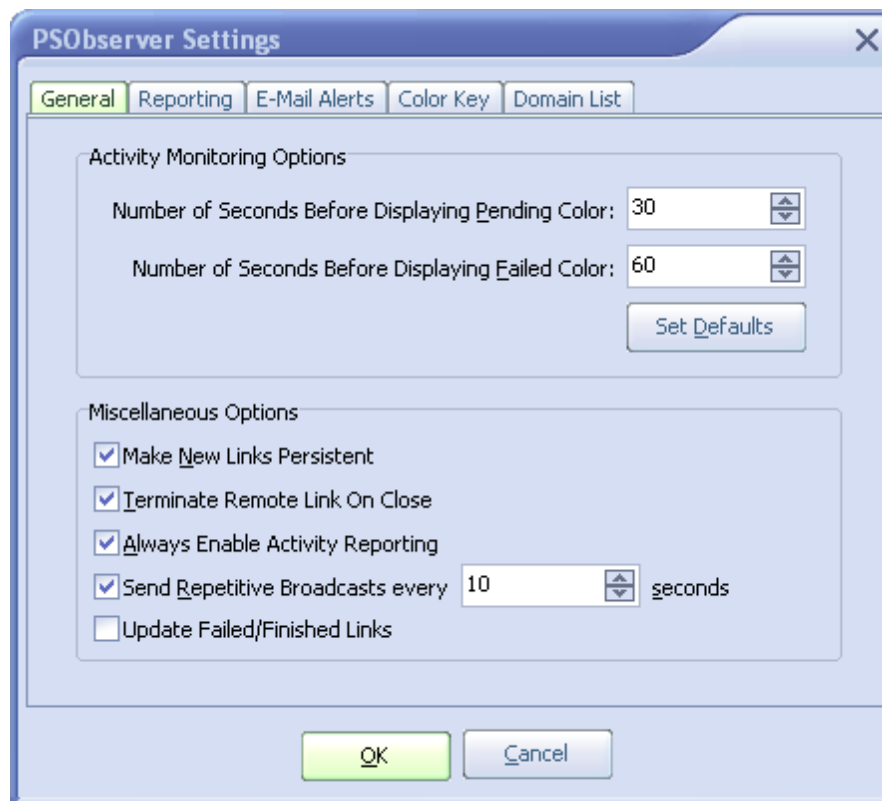 PSObserver Settings
General Reporting E-Mail Alerts Color Key Domain List
Activity Monitoring Options
Number of Seconds Before Displaying Pending Color: 30
Number of Seconds Before Displaying Failed Color: 60
Set Defaults
Miscellaneous Options
Make New Links Persistent
Terminate Remote Link On Close
Always Enable Activity Reporting
Send Repetitive Broadcasts every 10 seconds
Update Failed/Finished Links
OK Cancel